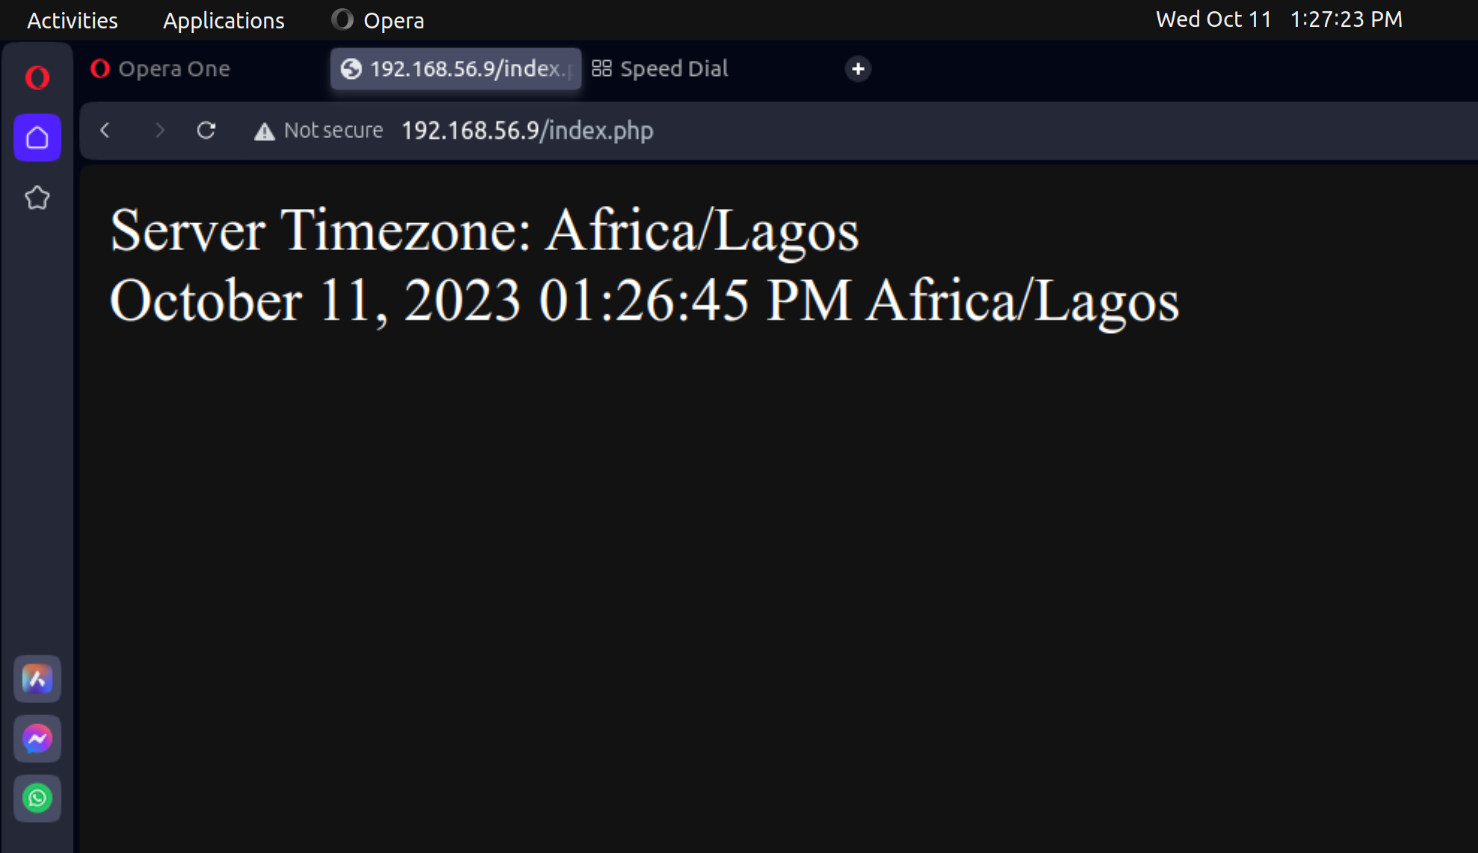 Activities Applications Opera Wed Oct 11 1:27:23 PM
Opera One 192.168.56.9/index. Speed Dial
Not secure 192.168.56.9/index.php
Server Timezone: Africa/Lagos
October 11, 2023 01:26:45 PM Africa/Lagos